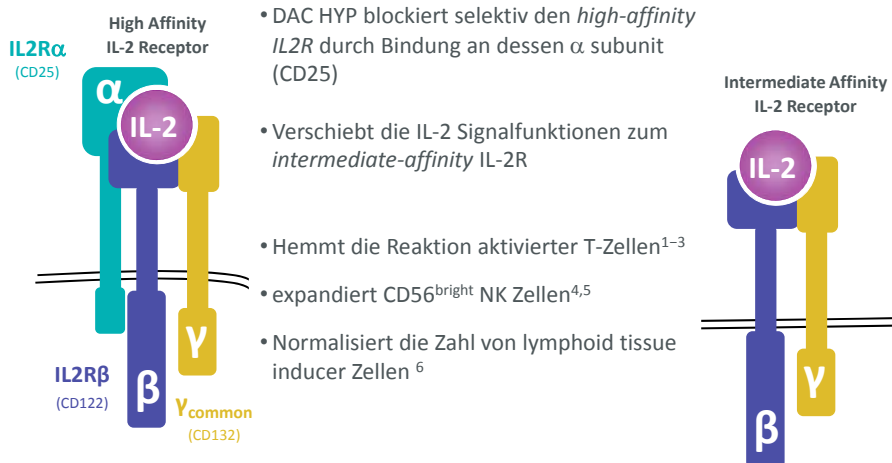 High Affinity
IL-2 Receptor
IL2Rα
(CD25)
α
IL-2
IL2Rβ
(CD122)
β
γ
γcommon
(CD132)
• DAC HYP blockiert selektiv den high-affinity
IL2R durch Bindung an dessen α subunit
(CD25)
• Verschiebt die IL-2 Signalfunktionen zum
intermediate-affinity IL-2R
• Hemmt die Reaktion aktivierter T-Zellen1–3
• expandiert CD56bright NK Zellen4,5
• Normalisiert die Zahl von lymphoid tissue
inducer Zellen 6
Intermediate Affinity
IL-2 Receptor
IL-2
γ
β